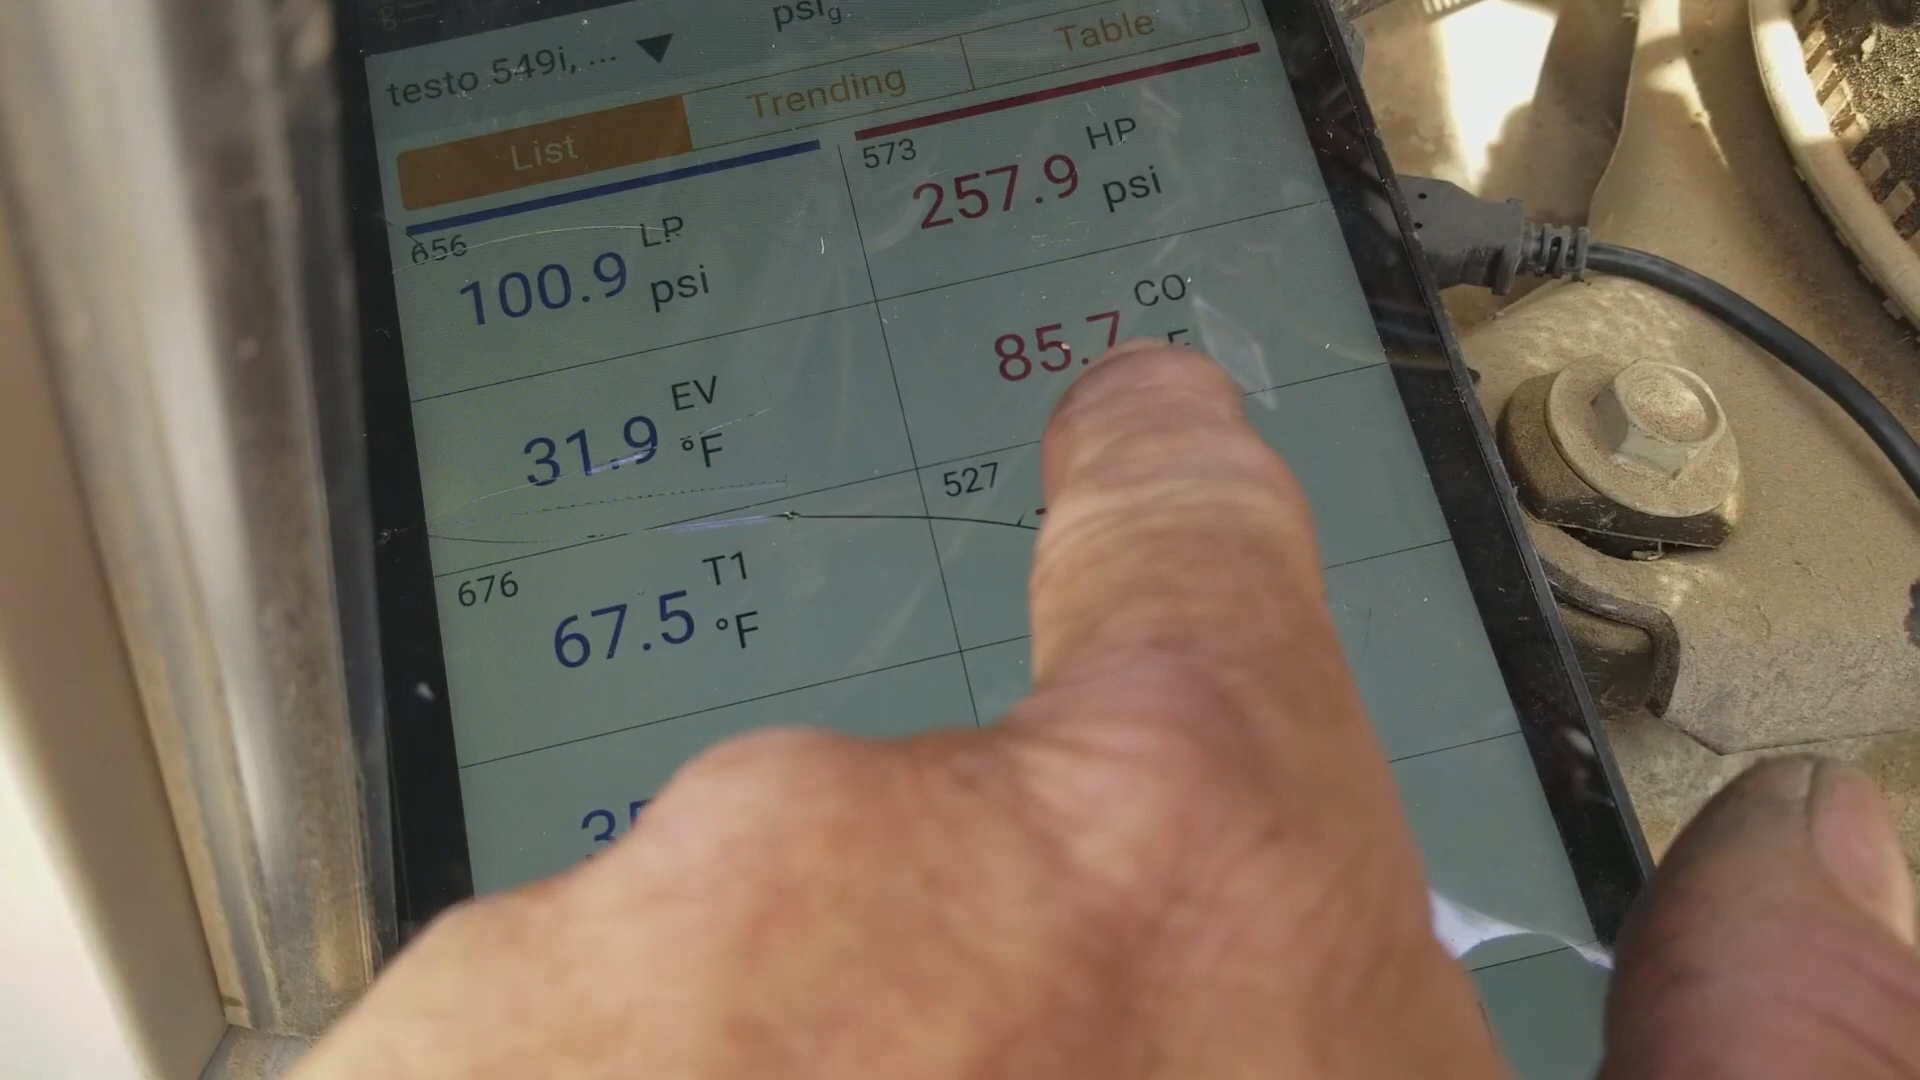 psig
testo 549i, ...
List
Trending
Table
656
LP
100.9 psi
573
HP
257.9 psi
EV
31.9 °F
CO
85.7
676
T1
67.5 °F
527